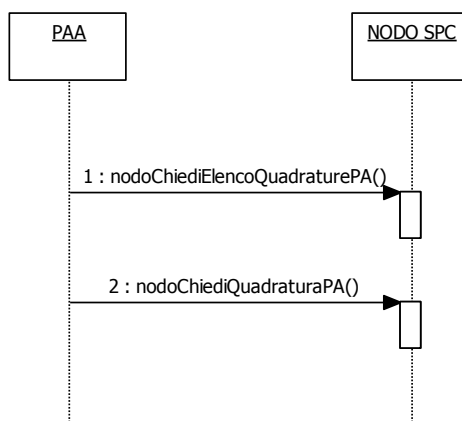 PAA
NODO SPC
1 : nodoChiediElencoQuadraturePA()
2 : nodoChiediQuadraturaPA()